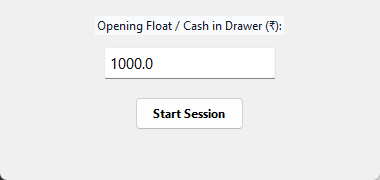 Opening Float / Cash in Drawer (₹):
1000.0
Start Session